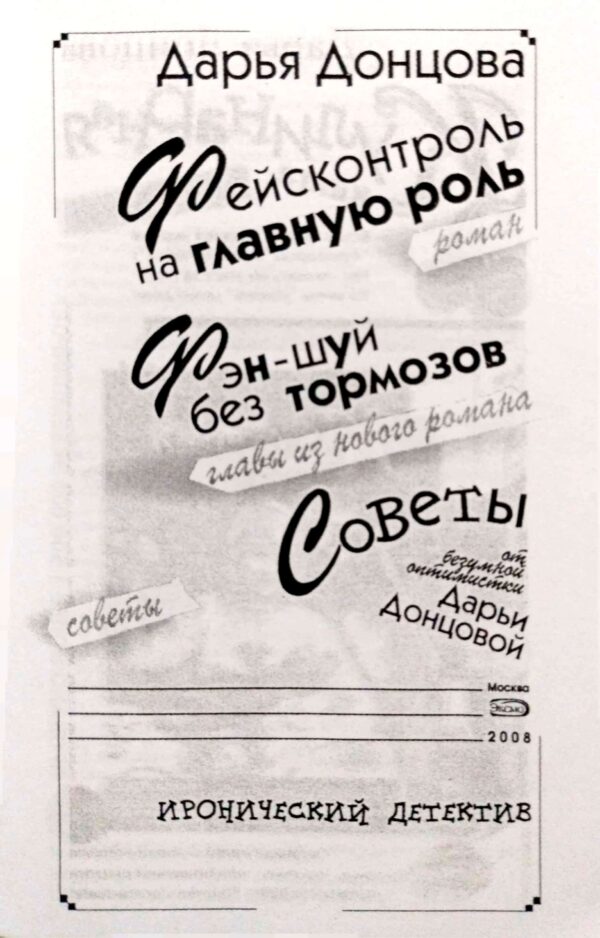 Дарья Донцова
Фейсконтроль
на главную роль
роман
Фэн-шуй
без тормозов
главы из нового романа
Советы
от
безумной
оптимистки
Дарьи
Донцовой
советы
Москва
Эксмо
2008
ИРОНИЧЕСКИЙ ДЕТЕКТИВ